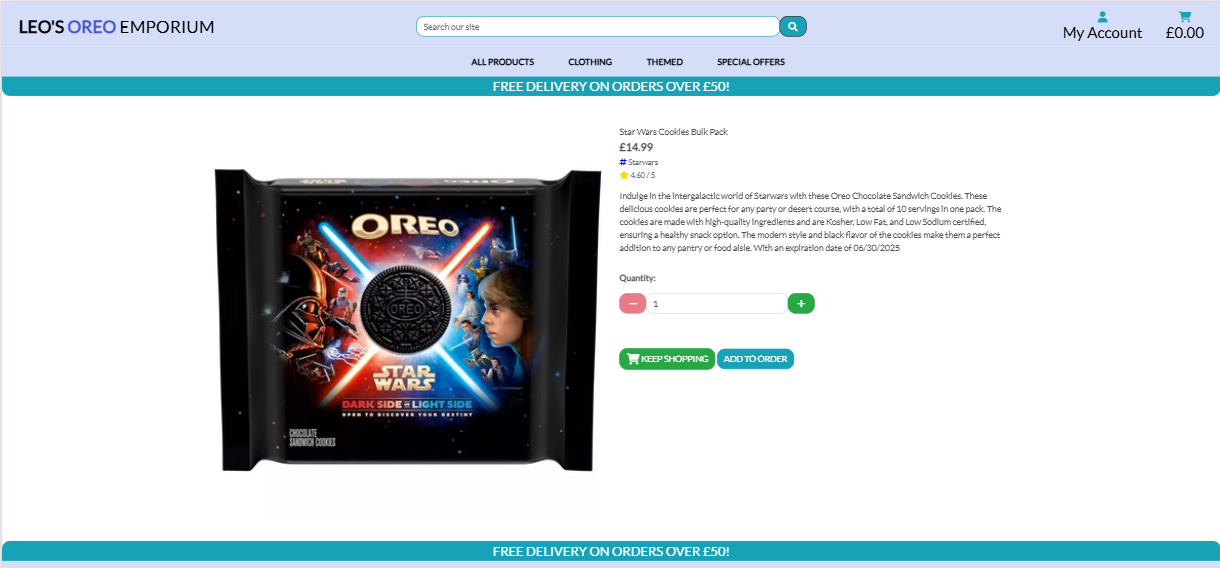 LEO'S OREO EMPORIUM
Search our site
My Account
£0.00
ALL PRODUCTS
CLOTHING
THEMED
SPECIAL OFFERS
FREE DELIVERY ON ORDERS OVER £50!
Star Wars Cookies Bulk Pack
£14.99
# Starwars
4.60 / 5
Indulge in the intergalactic world of Starwars with these Oreo Chocolate Sandwich Cookies. These
delicious cookies are perfect for any party or desert course, with a total of 10 servings in one pack. The
cookies are made with high-quality ingredients and are Kosher, Low Fat, and Low Sodium certified,
ensuring a healthy snack option. The modern style and black flavor of the cookies make them a perfect
addition to any pantry or food aisle. With an expiration date of 06/30/2025
Quantity:
1
KEEP SHOPPING
ADD TO ORDER
STAR WARS
OREO
OREO
OREO
STAR
WARS
DARK SIDE LIGHT SIDE
OPEN TO DISCOVER YOUR DESTINY
CHOCOLATE
SANDWICH COOKIES
FREE DELIVERY ON ORDERS OVER £50!